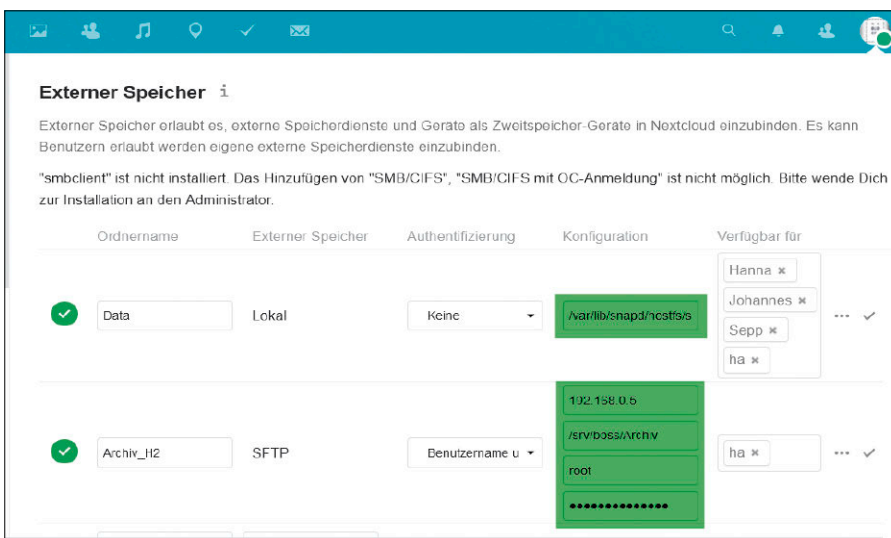 Externer Speicher i
Externer Speicher erlaubt es, externe Speicherdienste und Geräte als Zweitspeicher-Geräte in Nextcloud einzubinden. Es kann
Benutzern erlaubt werden eigene externe Speicherdienste einzubinden.
"smbclient" ist nicht installiert. Das Hinzufügen von "SMB/CIFS", "SMB/CIFS mit OC-Anmeldung" ist nicht möglich. Bitte wende Dich
zur Installation an den Administrator.
Ordnername Externer Speicher Authentifizierung Konfiguration Verfügbar für
Data Lokal Keine /var/lib/snapd/hostfs/s
Hanna
Johannes
Sepp
ha
Archiv_H2 SFTP Benutzername u
192.168.0.5
/srv/boss/Archiv
root
ha